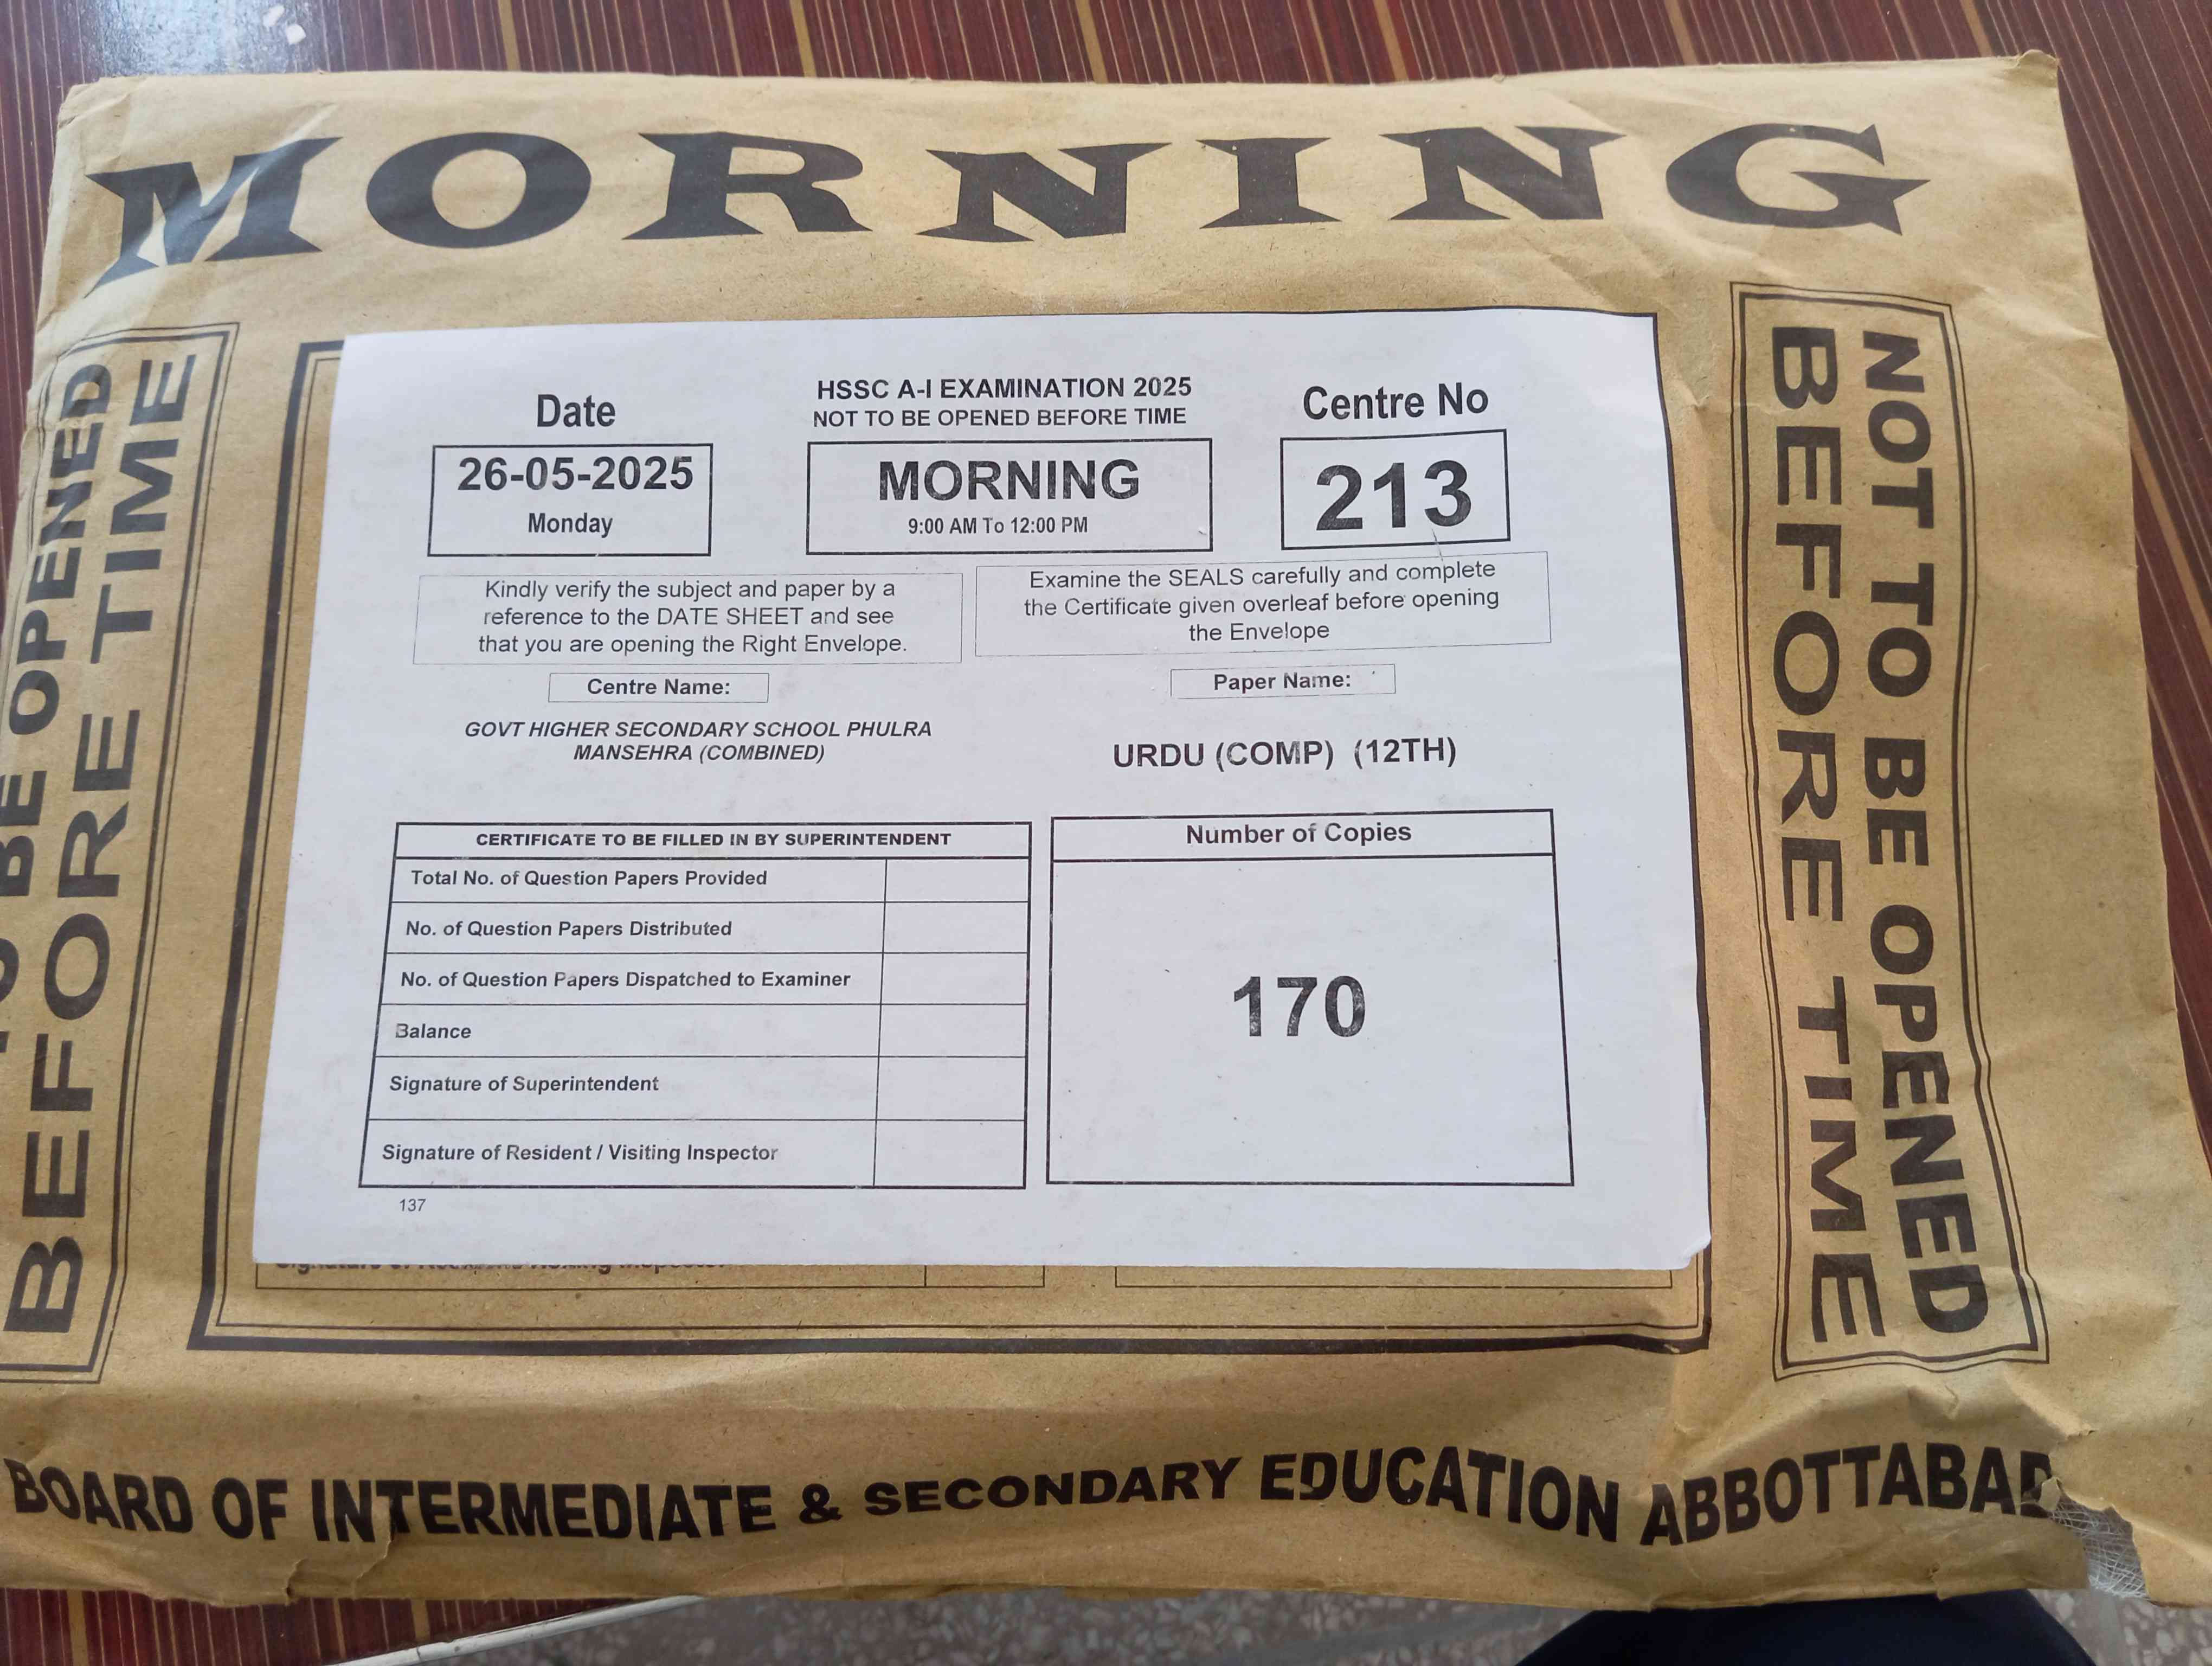 MORNING
NOT TO BE OPENED
BEFORE TIME
BE OPENED
BEFORE TIME
HSSC A-I EXAMINATION 2025
NOT TO BE OPENED BEFORE TIME
Date
26-05-2025
Monday
MORNING
9:00 AM To 12:00 PM
Centre No
213
Kindly verify the subject and paper by a
reference to the DATE SHEET and see
that you are opening the Right Envelope.
Examine the SEALS carefully and complete
the Certificate given overleaf before opening
the Envelope
Centre Name:
GOVT HIGHER SECONDARY SCHOOL PHULRA
MANSEHRA (COMBINED)
Paper Name:
URDU (COMP) (12TH)
CERTIFICATE TO BE FILLED IN BY SUPERINTENDENT
Total No. of Question Papers Provided
No. of Question Papers Distributed
No. of Question Papers Dispatched to Examiner
Balance
Signature of Superintendent
Signature of Resident / Visiting Inspector
Number of Copies
170
137
BOARD OF INTERMEDIATE & SECONDARY EDUCATION ABBOTTABAD